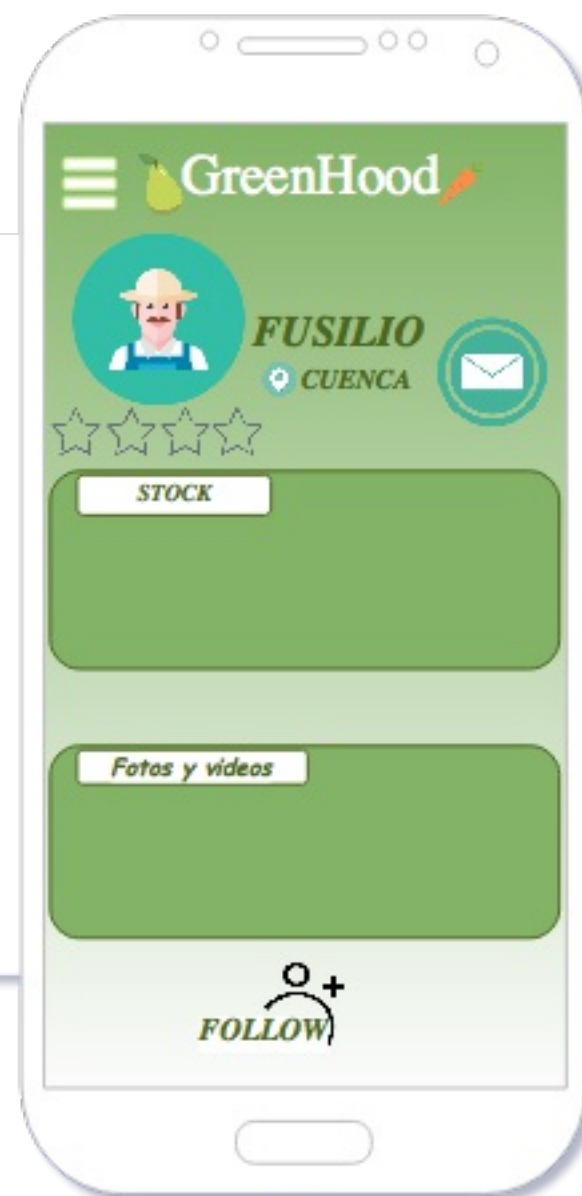 GreenHood
FUSILIO
CUENCA
STOCK
Fotos y videos
FOLLOW